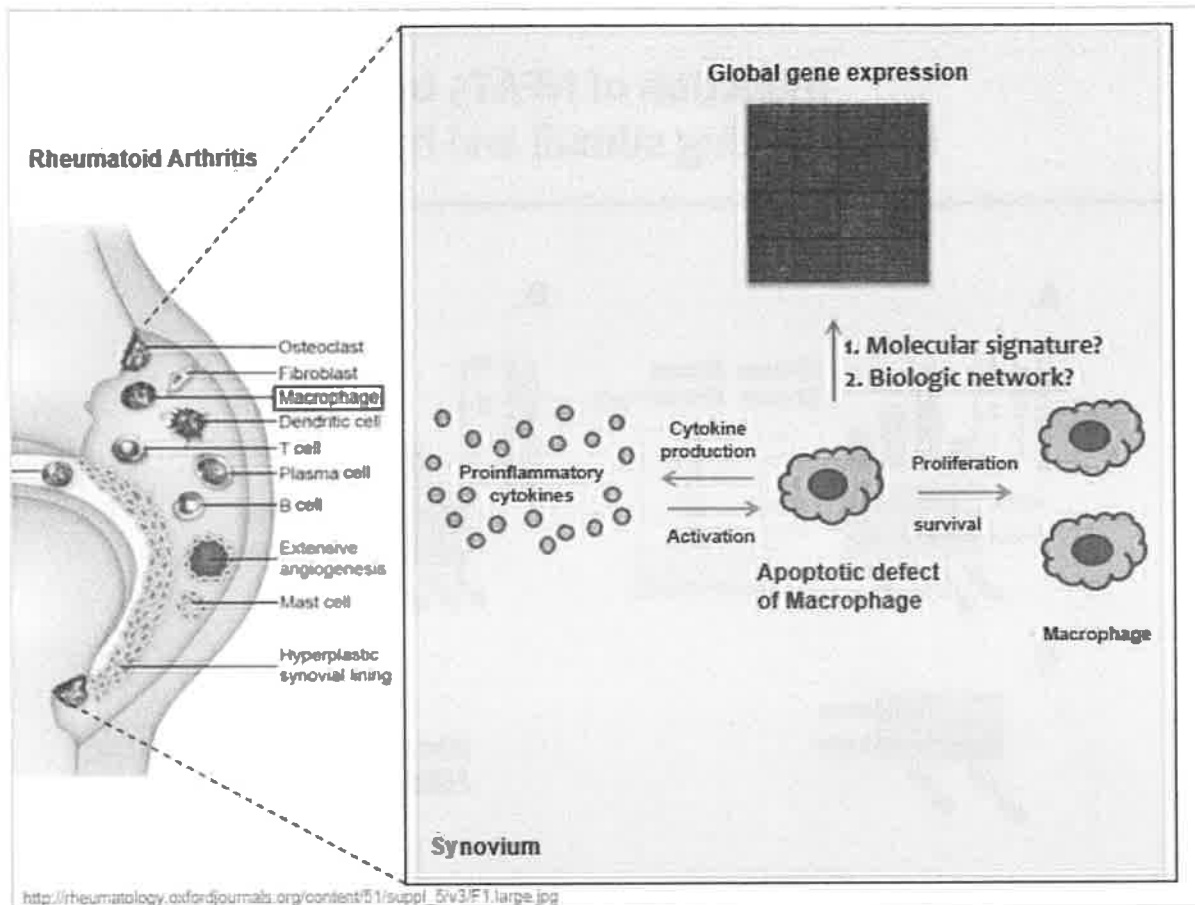 Rheumatoid Arthritis
Osteoclast
Fibroblast
Macrophage
Dendritic cell
T cell
Plasma cell
B cell
Extensive
angiogenesis
Mast cell
Hyperplastic
synovial lining
Global gene expression
1. Molecular signature?
2. Biologic network?
Proinflammatory
cytokines
Cytokine
production
Activation
Proliferation
survival
Apoptotic defect
of Macrophage
Macrophage
Synovium
http://rheumatology.oxfordjournals.org/content/51/suppl_5/v3/F1.large.jpg